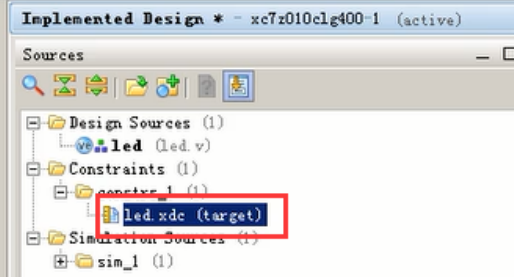 Implemented Design * - xc7z010clg400-1 (active)
Sources
Design Sources (1)
led (led.v)
Constraints (1)
constrs_1 (1)
led.xdc (target)
Simulation Sources (1)
sim_1 (1)